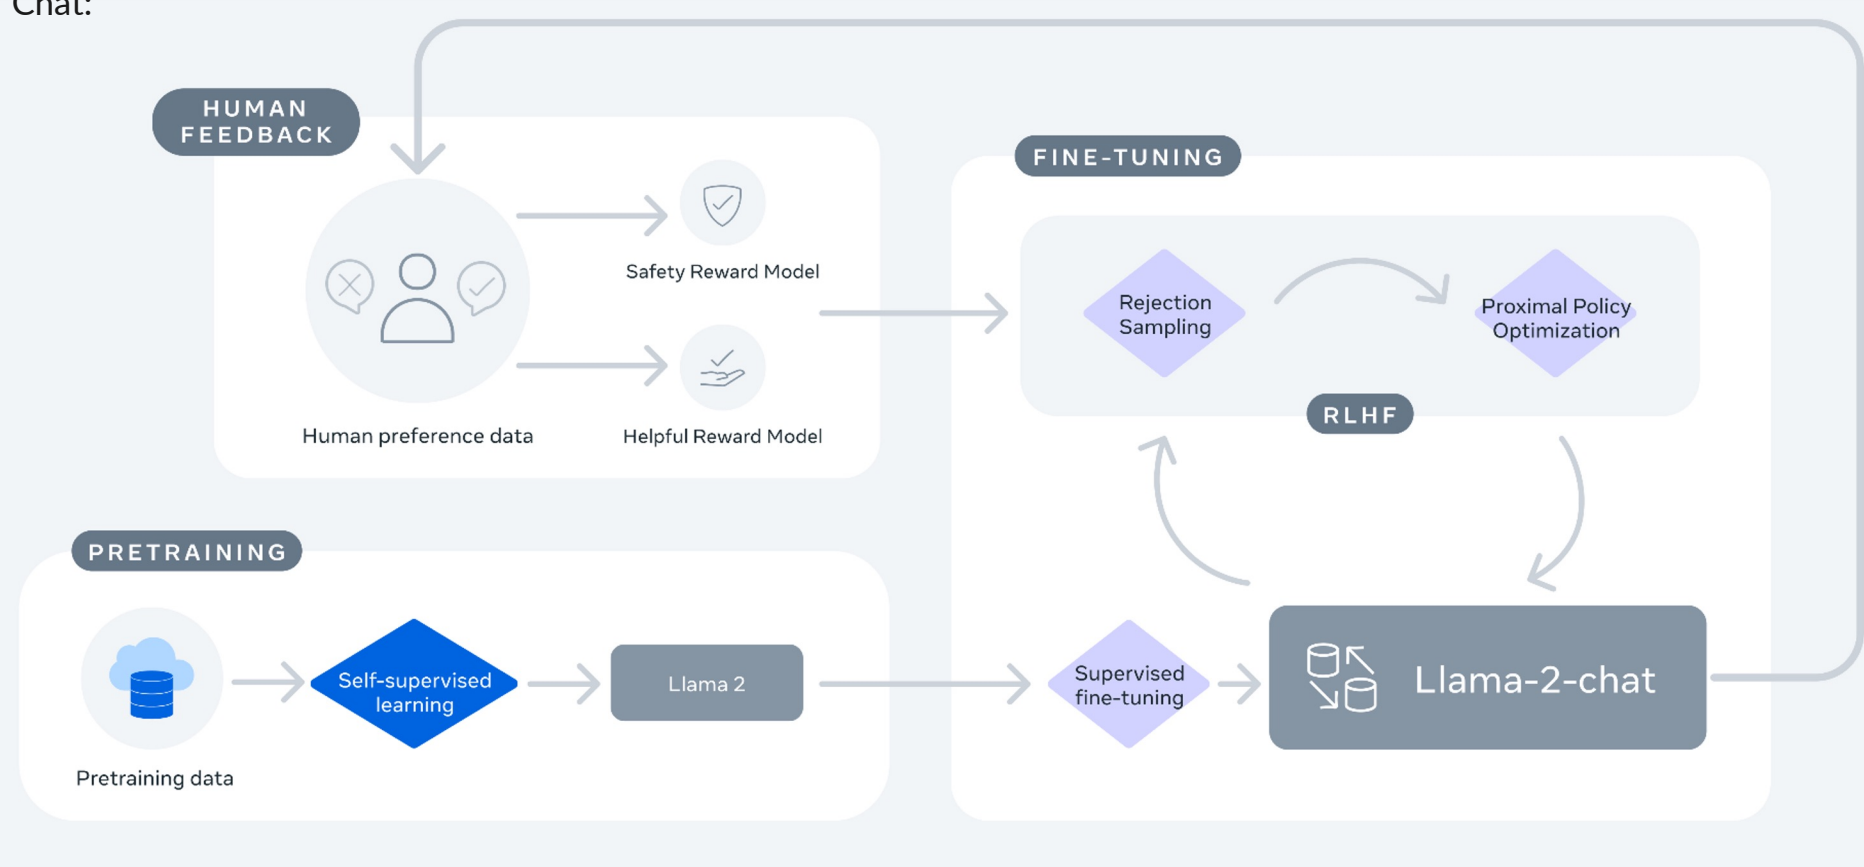 Chat:
HUMAN
FEEDBACK
Safety Reward Model
Human preference data
Helpful Reward Model
FINE-TUNING
Rejection
Sampling
Proximal Policy
Optimization
RLHF
PRETRAINING
Pretraining data
Self-supervised
learning
Llama 2
Supervised
fine-tuning
Llama-2-chat